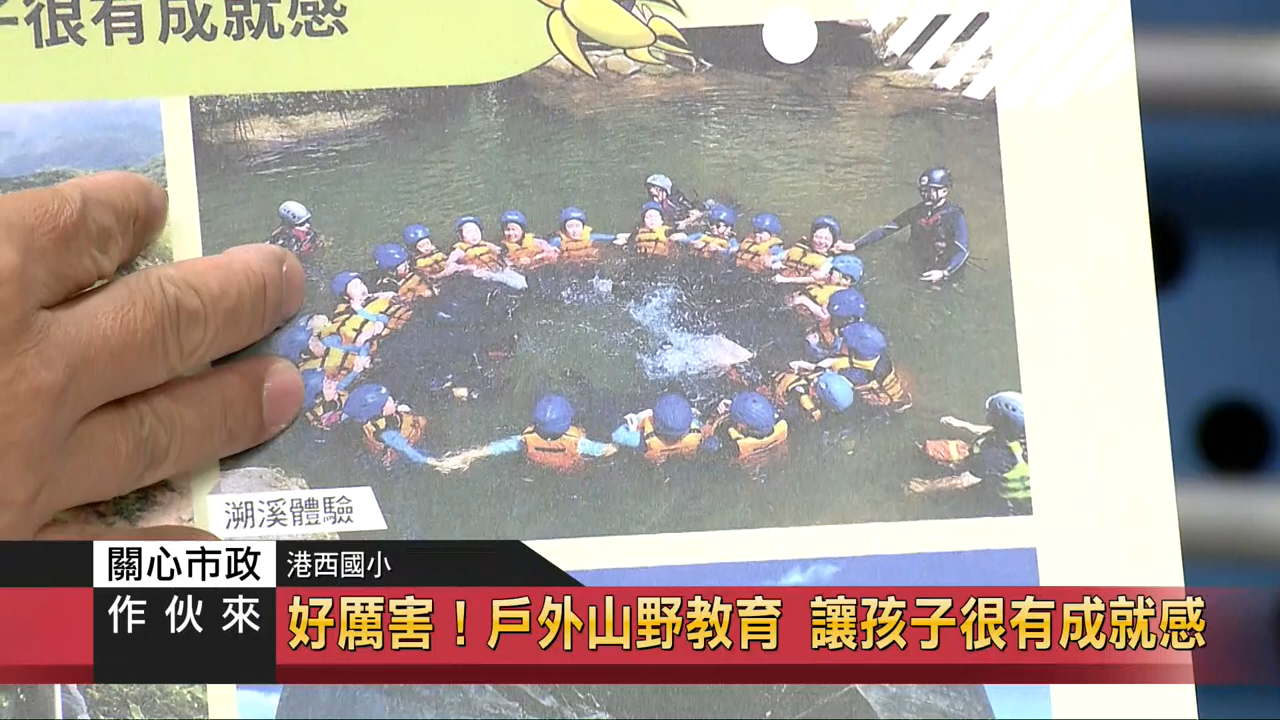 子很有成就感
溯溪體驗
關心市政
作伙來
港西國小
好厲害！戶外山野教育 讓孩子很有成就感